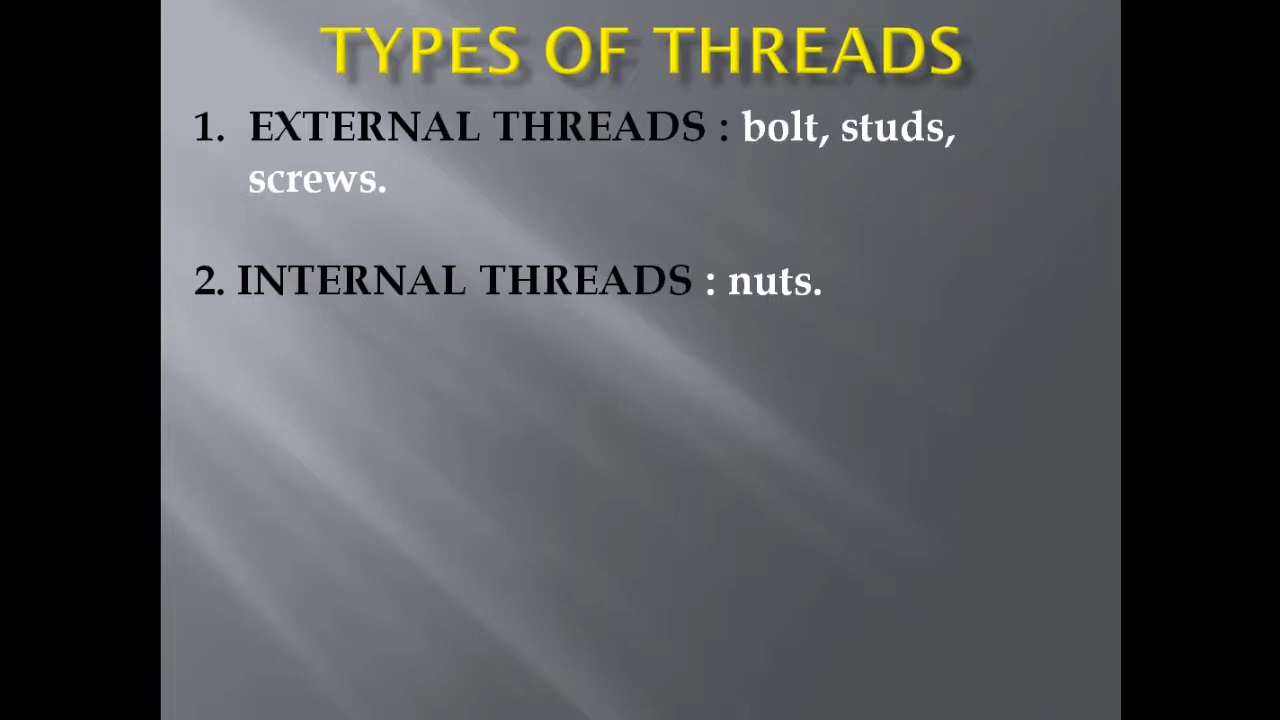 TYPES OF THREADS
1. EXTERNAL THREADS : bolt, studs,
screws.
2. INTERNAL THREADS : nuts.